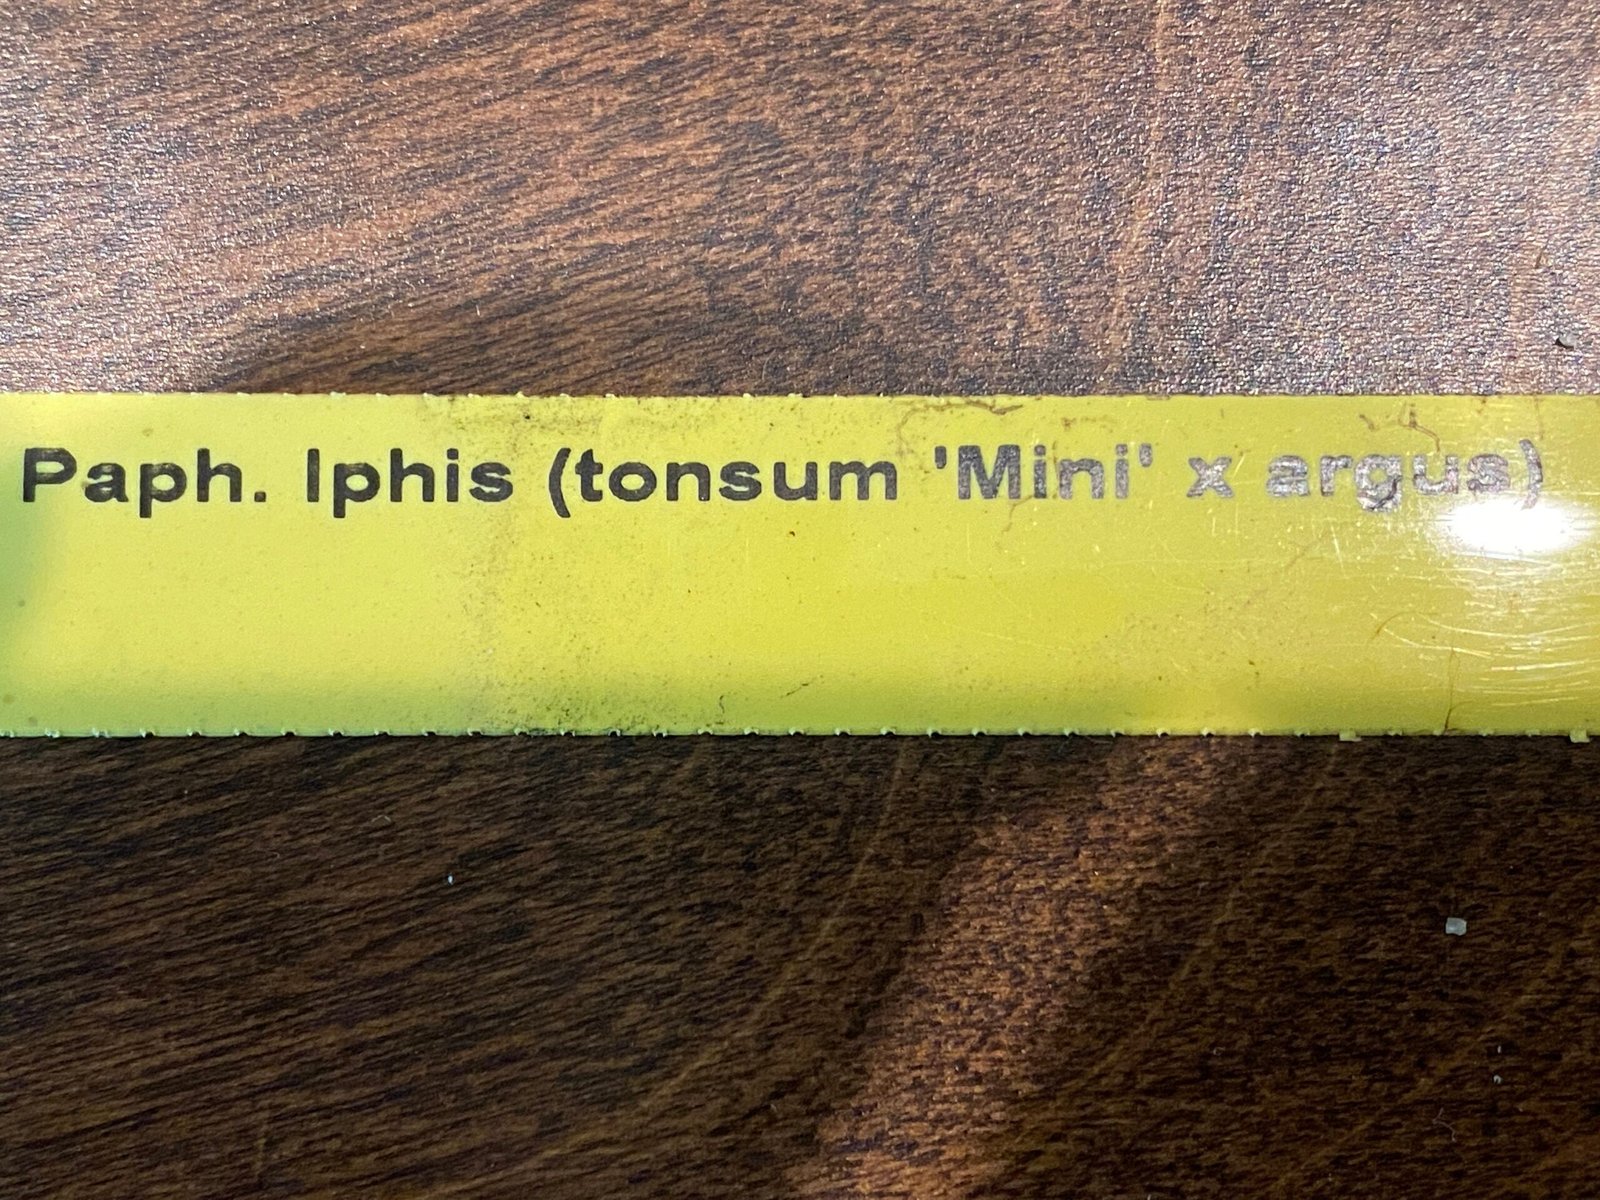 Paph. Iphis (tonsum 'Mini' x argus)